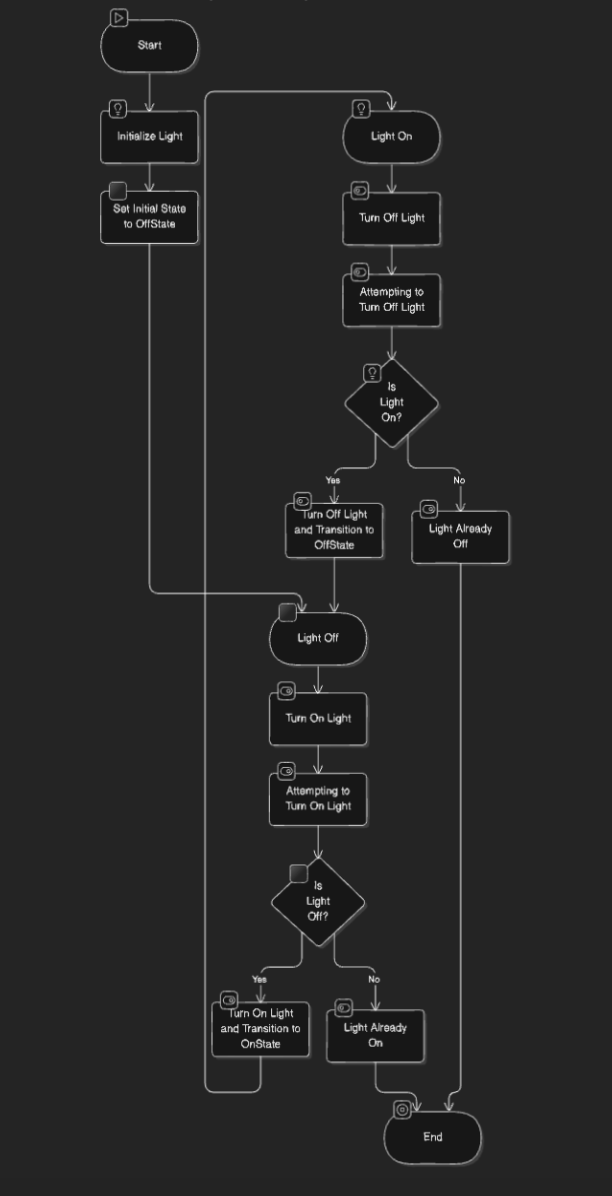 Start
Initialize Light
Set Initial State
to OffState
Light On
Turn Off Light
Attempting to
Turn Off Light
Is
Light
On?
Yes
No
Turn Off Light
and Transition to
OffState
Light Already
Off
Light Off
Turn On Light
Attempting to
Turn On Light
Is
Light
Off?
Yes
No
Turn On Light
and Transition to
OnState
Light Already
On
End